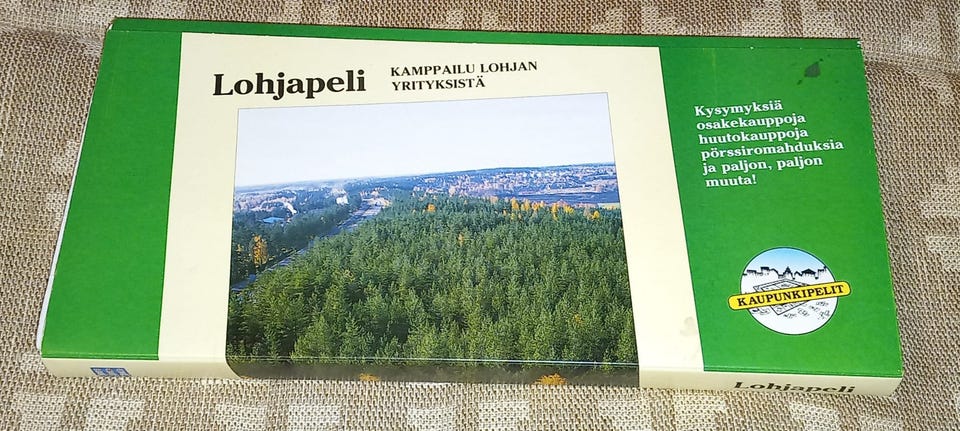 Lohjapeli
KAMPPAILU LOHJAN
YRITYKSISTÄ
Kysymyksiä
osakekauppoja
huutokauppoja
pörssiromahduksia
ja paljon, paljon
muuta!
KAUPUNKIPELIT
Lohjapeli